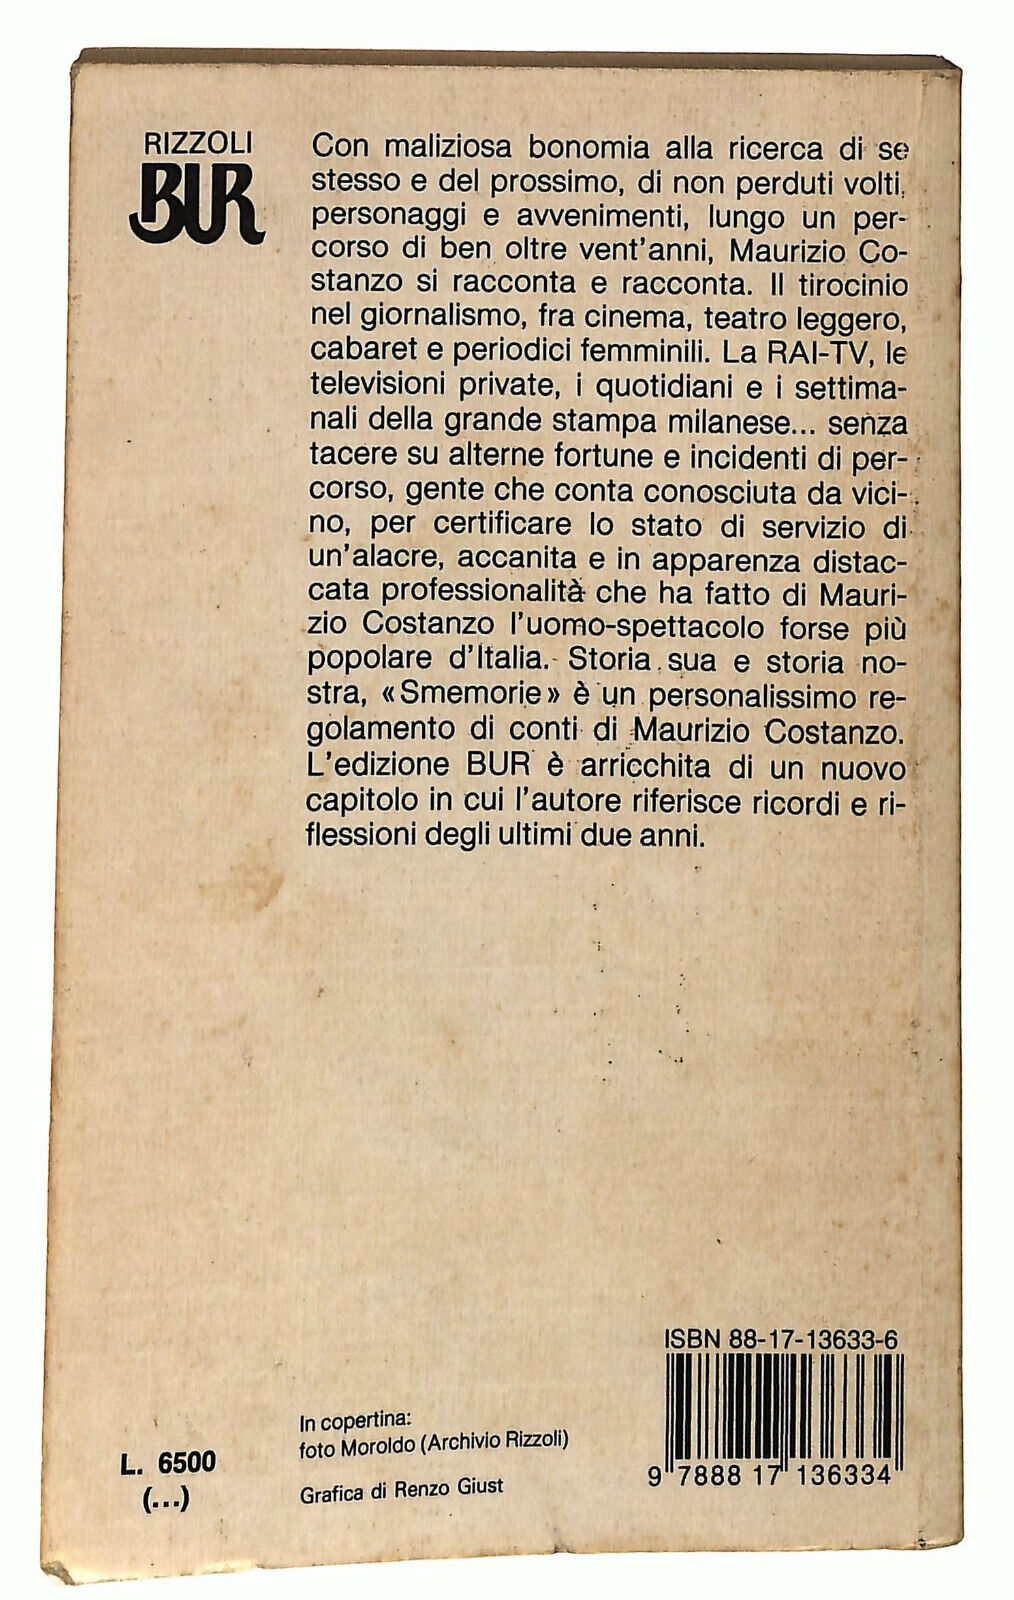 RIZZOLI
BUR
Con maliziosa bonomia alla ricerca di se
stesso e del prossimo, di non perduti volti,
personaggi e avvenimenti, lungo un per-
corso di ben oltre vent'anni, Maurizio Co-
stanzo si racconta e racconta. Il tirocinio
nel giornalismo, fra cinema, teatro leggero,
cabaret e periodici femminili. La RAI-TV, le
televisioni private, i quotidiani e i settima-
nali della grande stampa milanese... senza
tacere su alterne fortune e incidenti di per-
corso, gente che conta conosciuta da vici-
no, per certificare lo stato di servizio di
un'alacre, accanita e in apparenza distac-
cata professionalità che ha fatto di Mauri-
zio Costanzo l'uomo-spettacolo forse più
popolare d'Italia. Storia sua e storia no-
stra, «Smemorie» è un personalissimo re-
golamento di conti di Maurizio Costanzo.
L'edizione BUR è arricchita di un nuovo
capitolo in cui l'autore riferisce ricordi e ri-
flessioni degli ultimi due anni.
ISBN 88-17-13633-6
9 788817 136334
In copertina:
foto Moroldo (Archivio Rizzoli)
Grafica di Renzo Giust
L. 6500
(...)